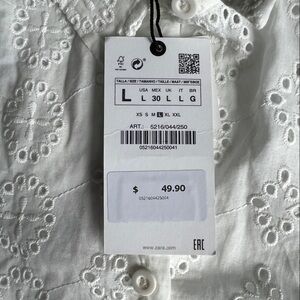 TALLA / SIZE / TAMANHO / TAILLE / MAAT /
L
USA MEX UK IT BR
L 30 L L G
XS S M L XL XXL
ART.: 5216/044/250
05216044250041
$ 49.90
www.zara.com
EAC